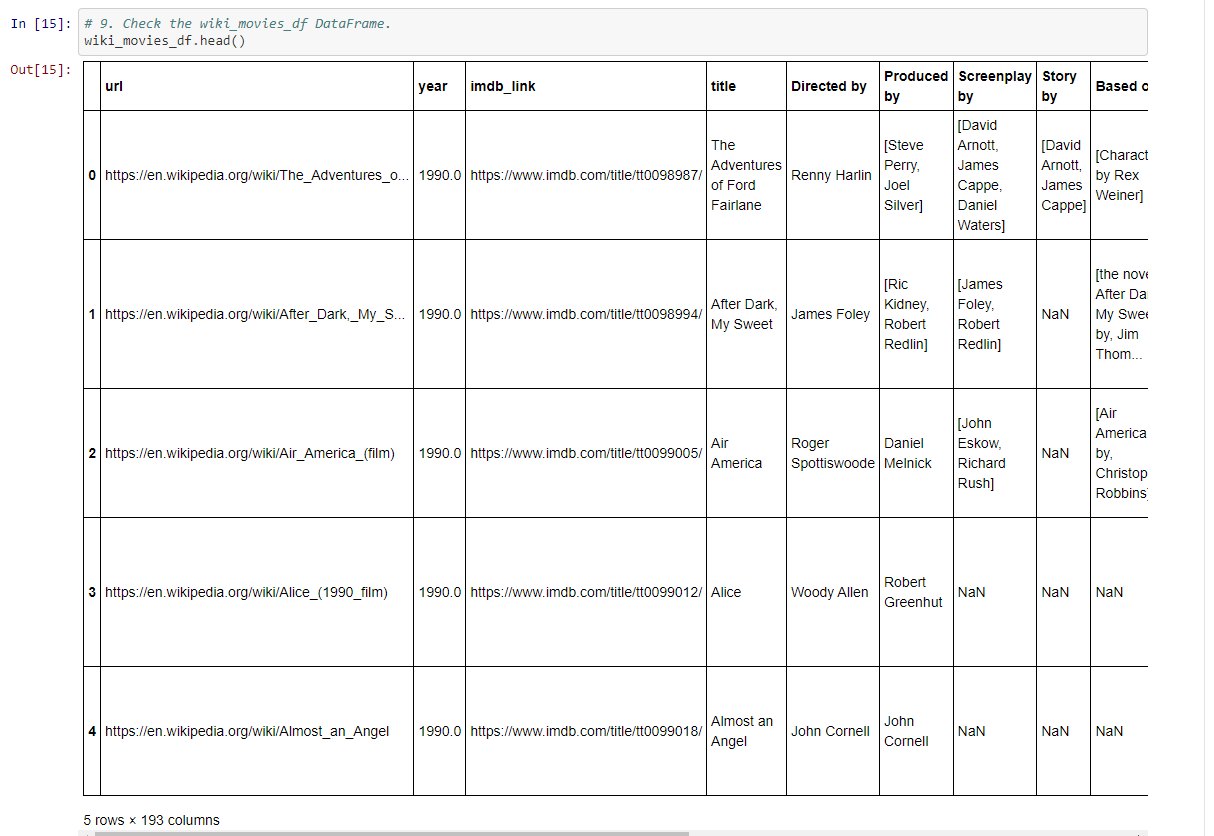 In [15]: # 9. Check the wiki_movies_df DataFrame.
wiki_movies_df.head()
Out[15]:
url year imdb_link title Directed by Produced by Screenplay by Story by Based o
0 https://en.wikipedia.org/wiki/The_Adventures_o... 1990.0 https://www.imdb.com/title/tt0098987/ The Adventures of Ford Fairlane Renny Harlin [Steve Perry, Joel Silver] [David Arnott, James Cappe, Daniel Waters] [David Arnott, James Cappe] [Charact by Rex Weiner]
1 https://en.wikipedia.org/wiki/After_Dark,_My_S... 1990.0 https://www.imdb.com/title/tt0098994/ After Dark, My Sweet James Foley [Ric Kidney, Robert Redlin] [James Foley, Robert Redlin] NaN [the nove After Da My Swee by, Jim Thom...
2 https://en.wikipedia.org/wiki/Air_America_(film) 1990.0 https://www.imdb.com/title/tt0099005/ Air America Roger Spottiswoode Daniel Melnick [John Eskow, Richard Rush] NaN [Air America by, Christop Robbins]
3 https://en.wikipedia.org/wiki/Alice_(1990_film) 1990.0 https://www.imdb.com/title/tt0099012/ Alice Woody Allen Robert Greenhut NaN NaN NaN
4 https://en.wikipedia.org/wiki/Almost_an_Angel 1990.0 https://www.imdb.com/title/tt0099018/ Almost an Angel John Cornell John Cornell NaN NaN NaN
5 rows × 193 columns